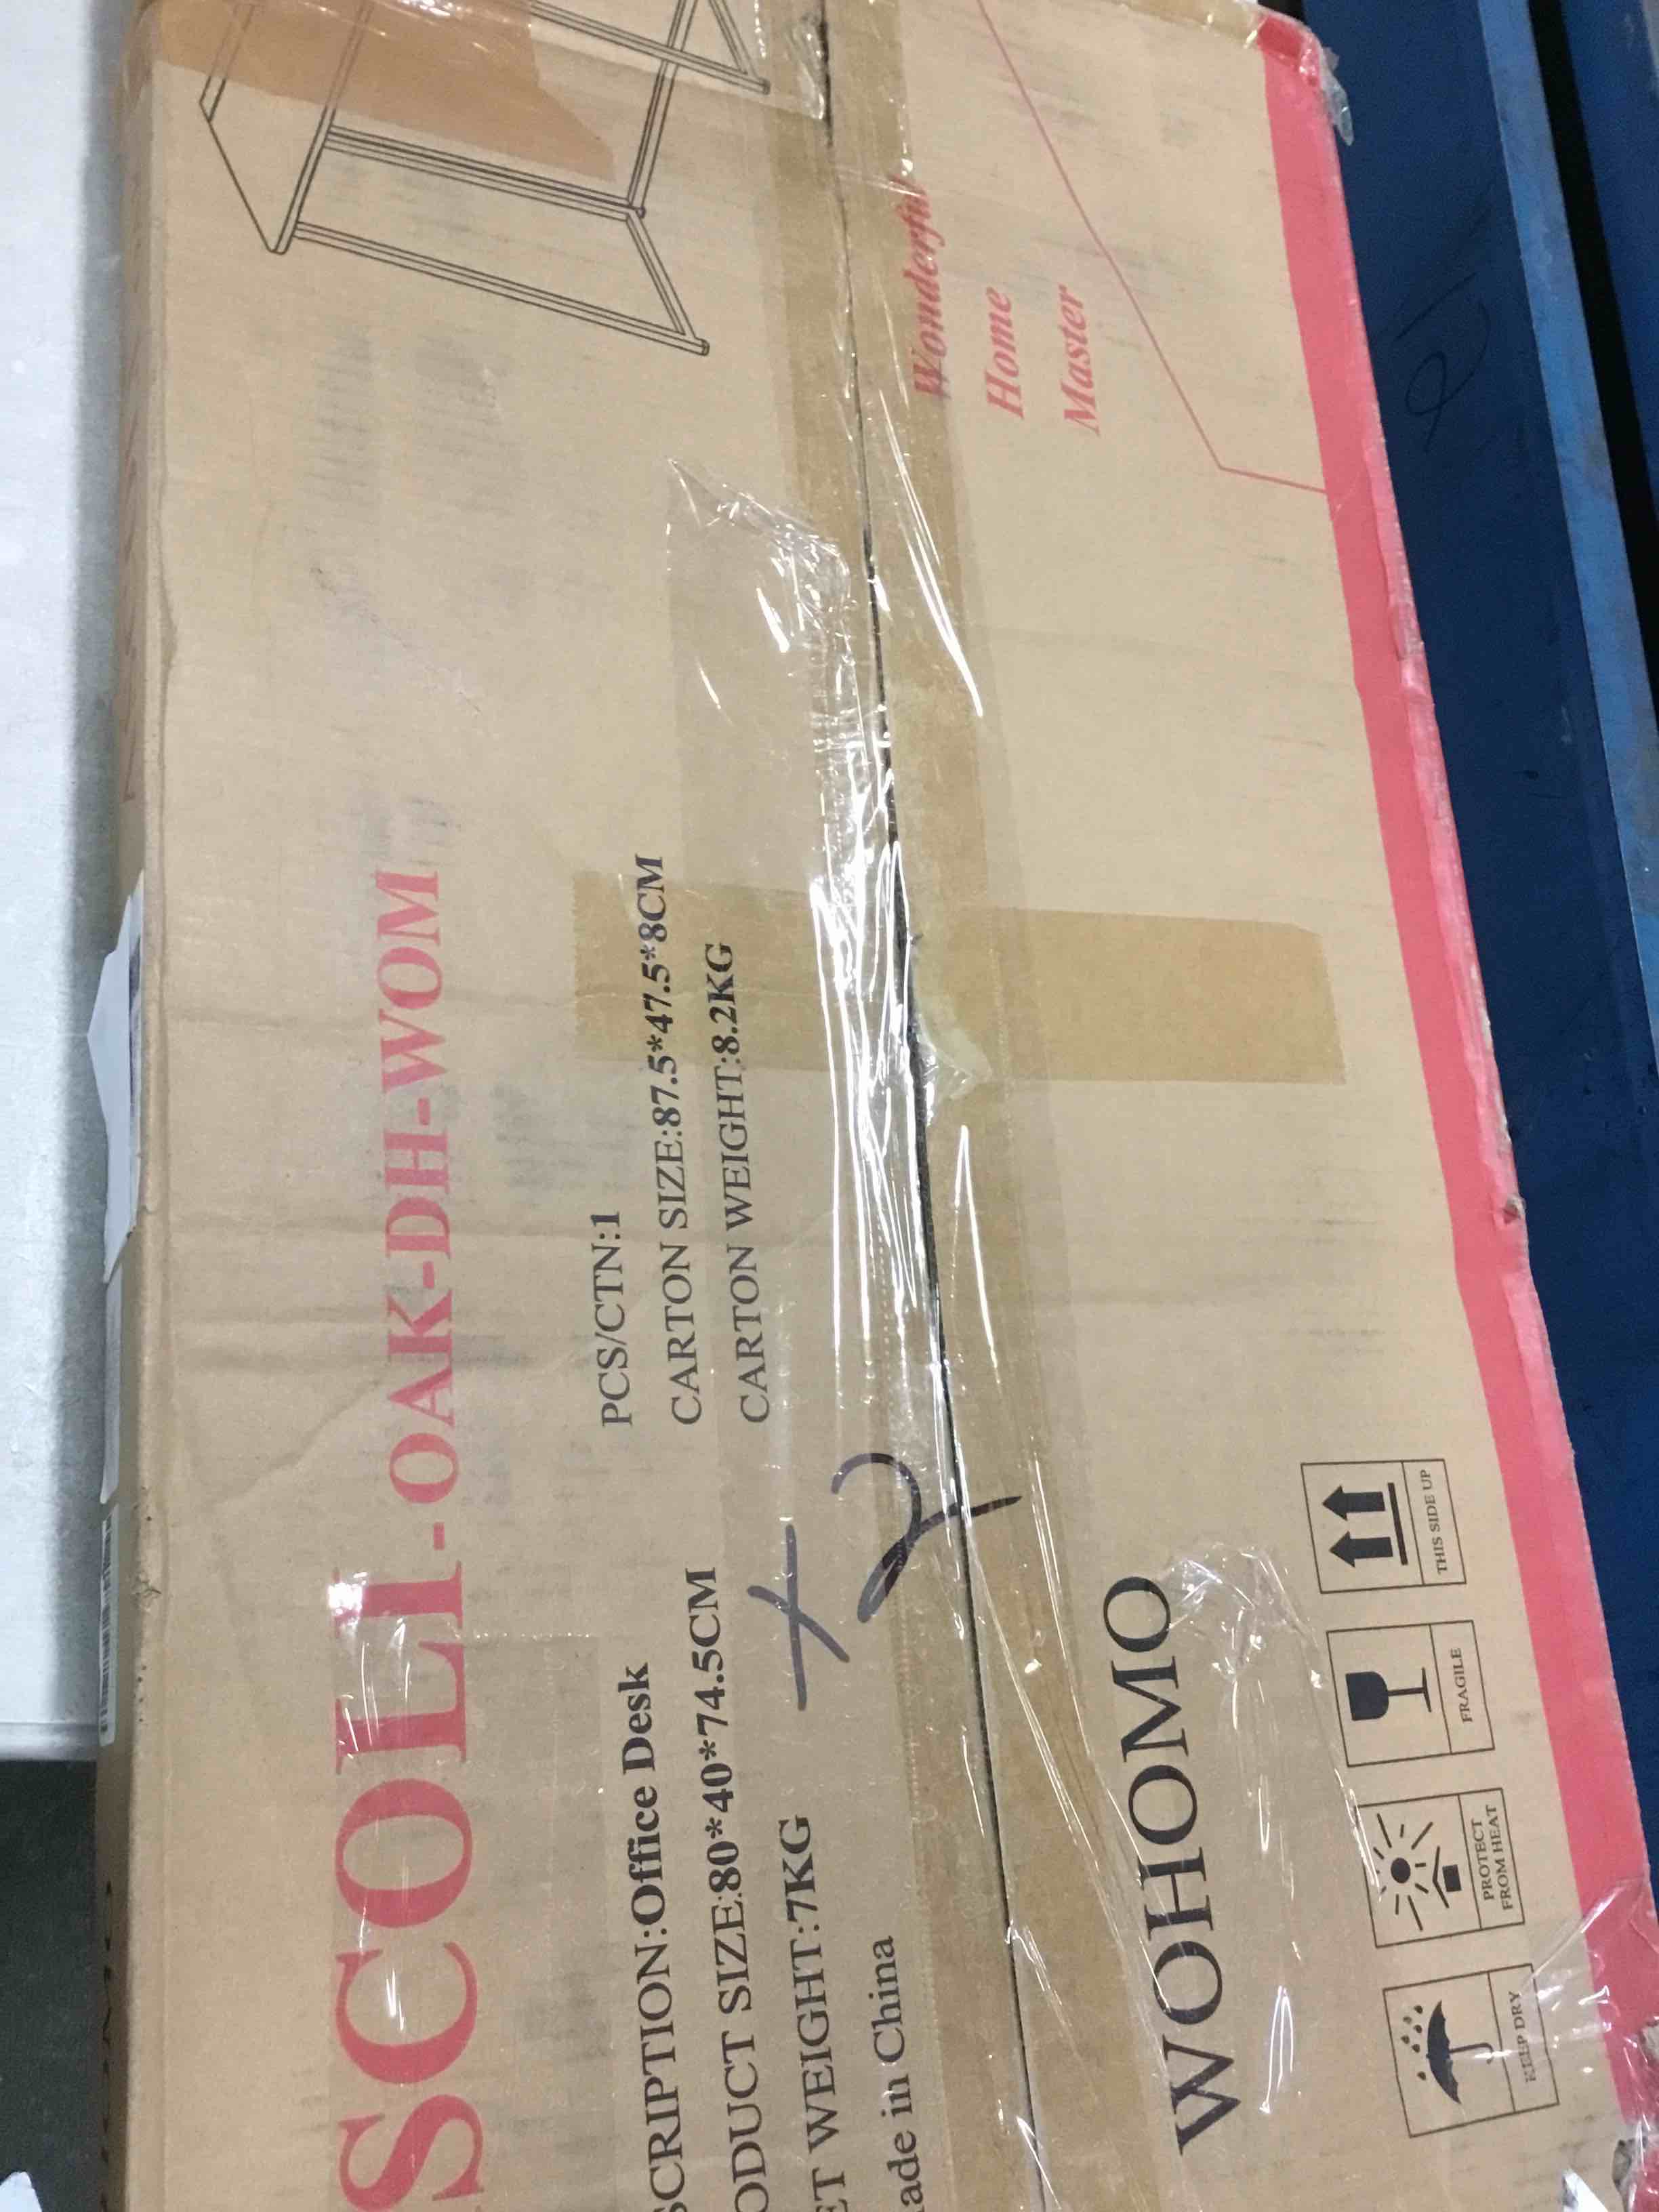 SCOLI-OAK-DH-WOM
SCRIPTION:Office Desk
ODUCT SIZE:80*40*74.5CM
ET WEIGHT:7KG
ade in China
PCS/CTN:1
CARTON SIZE:87.5*47.5*8CM
CARTON WEIGHT:8.2KG
Wonderful
Home
Master
WOHOMO
KEEP DRY
PROTECT
FROM HEAT
FRAGILE
THIS SIDE UP